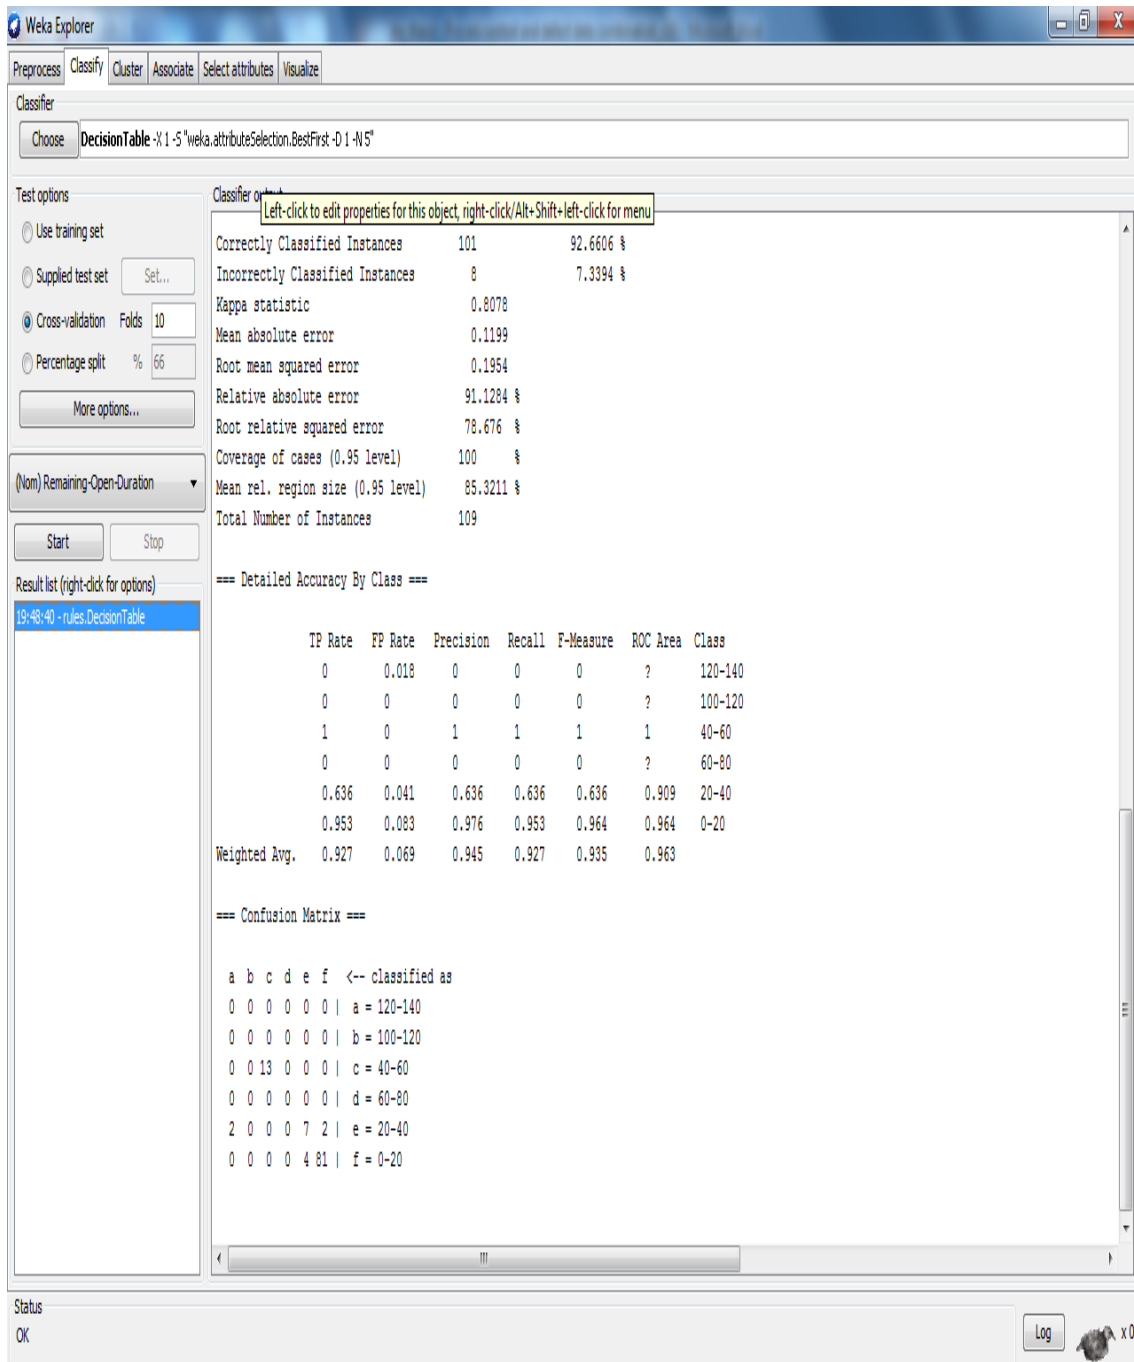 Weka Explorer
Preprocess Classify Cluster Associate Select attributes Visualize
Classifier
Choose DecisionTable -X 1 -S "weka.attributeSelection.BestFirst -D 1 -N 5"
Test options
Use training set
Supplied test set Set...
Cross-validation Folds 10
Percentage split % 66
More options...
(Nom) Remaining-Open-Duration
Start Stop
Result list (right-click for options)
19:48:40 - rules.DecisionTable
Classifier output
Left-click to edit properties for this object, right-click/Alt+Shift+left-click for menu
Correctly Classified Instances 101 92.6606 %
Incorrectly Classified Instances 8 7.3394 %
Kappa statistic 0.8078
Mean absolute error 0.1199
Root mean squared error 0.1954
Relative absolute error 91.1284 %
Root relative squared error 78.676 %
Coverage of cases (0.95 level) 100 %
Mean rel. region size (0.95 level) 85.3211 %
Total Number of Instances 109
=== Detailed Accuracy By Class ===
TP Rate FP Rate Precision Recall F-Measure ROC Area Class
0 0.018 0 0 0 ? 120-140
0 0 0 0 0 ? 100-120
1 0 1 1 1 1 40-60
0 0 0 0 0 ? 60-80
0.636 0.041 0.636 0.636 0.636 0.909 20-40
0.953 0.083 0.976 0.953 0.964 0.964 0-20
Weighted Avg. 0.927 0.069 0.945 0.927 0.935 0.963
=== Confusion Matrix ===
a b c d e f <-- classified as
0 0 0 0 0 0 | a = 120-140
0 0 0 0 0 0 | b = 100-120
0 0 13 0 0 0 | c = 40-60
0 0 0 0 0 0 | d = 60-80
2 0 0 0 7 2 | e = 20-40
0 0 0 0 4 81 | f = 0-20
Status
OK
Log x 0